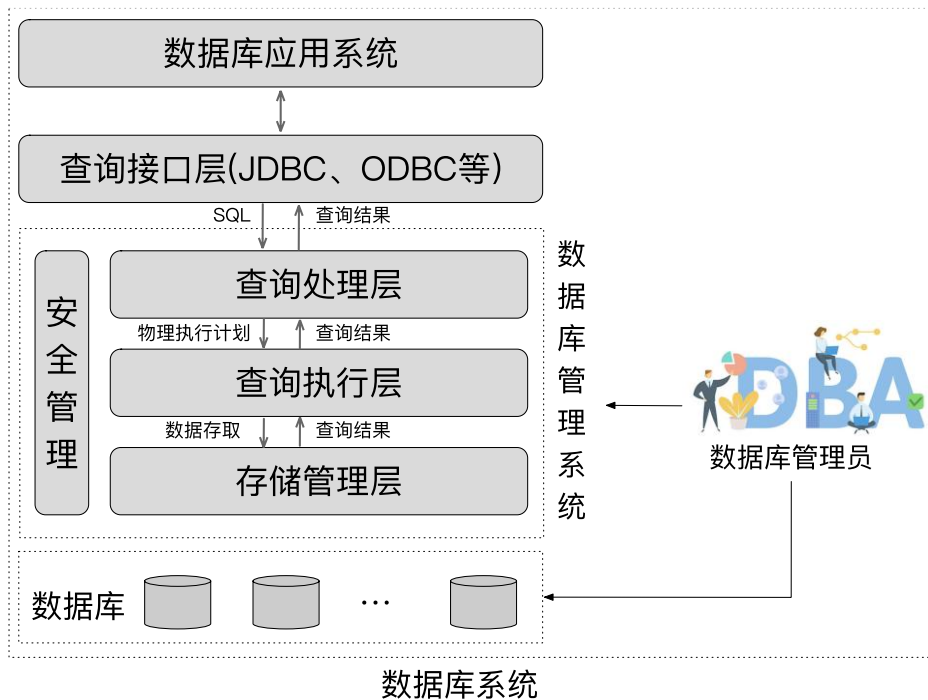 数据库应用系统
查询接口层(JDBC、ODBC等)
SQL
查询结果
安全管理
查询处理层
物理执行计划
查询结果
查询执行层
数据存取
查询结果
存储管理层
数据库管理系统
DBA
数据库管理员
数据库
...
数据库系统